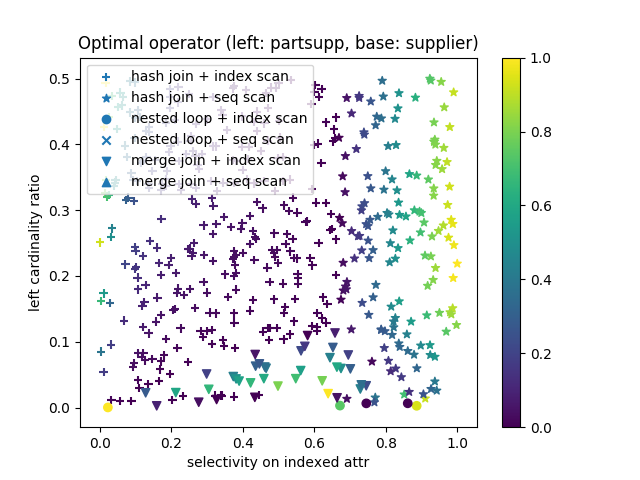 Optimal operator (left: partsupp, base: supplier)
hash join + index scan
hash join + seq scan
nested loop + index scan
nested loop + seq scan
merge join + index scan
merge join + seq scan
left cardinality ratio
0.5
0.4
0.3
0.2
0.1
0.0
0.0 0.2 0.4 0.6 0.8 1.0
selectivity on indexed attr
1.0
0.8
0.6
0.4
0.2
0.0